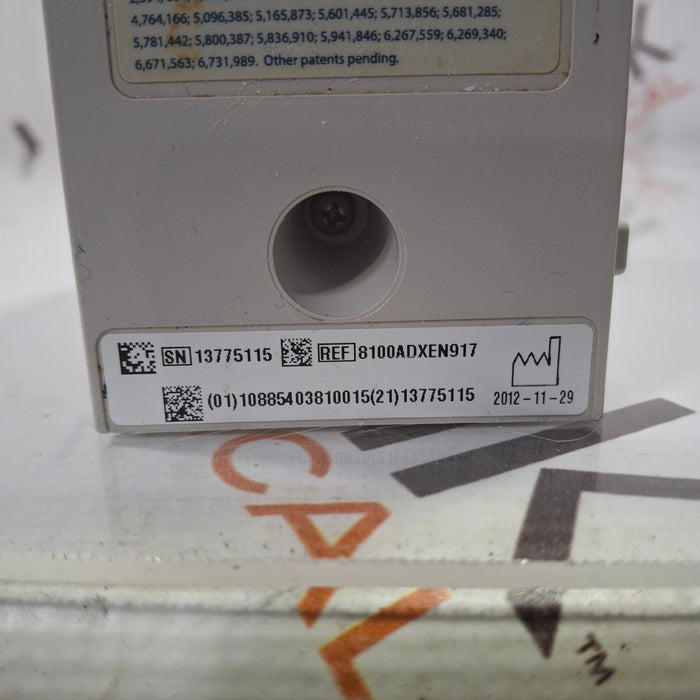 4,764,166; 5,096,385; 5,165,873; 5,601,445; 5,713,856; 5,681,285;
5,781,442; 5,800,387; 5,836,910; 5,941,846; 6,267,559; 6,269,340;
6,671,563; 6,731,989. Other patents pending.
SN 13775115 REF 8100ADXEN917
(01)10885403810015(21)13775115 2012-11-29
CAL
K
TM